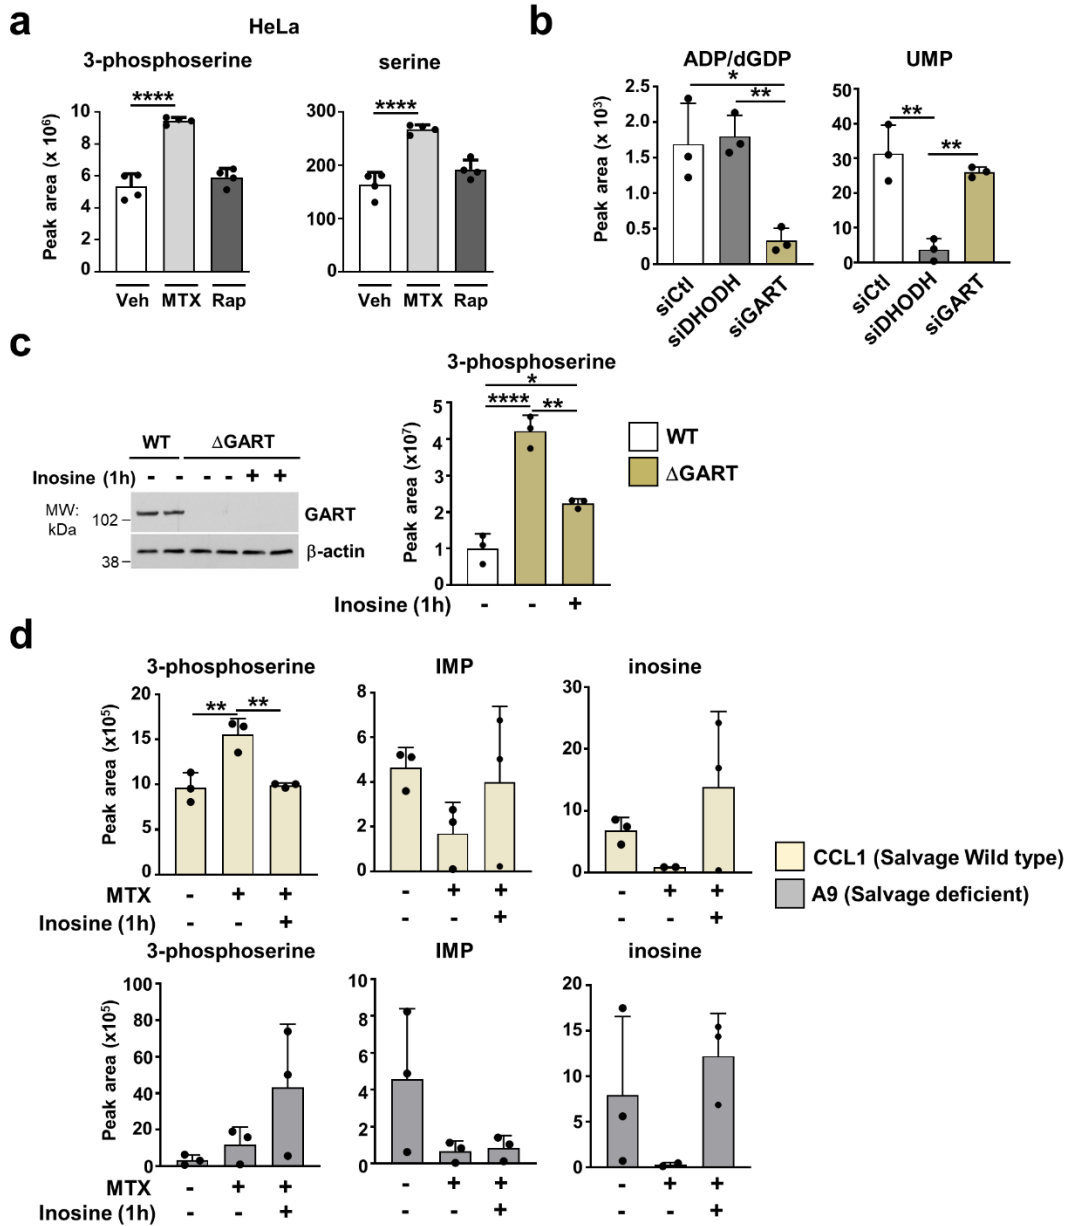 a
HeLa
3-phosphoserine
serine
Peak area (x 10⁶)
10
8
6
4
2
0
****
Veh MTX Rap
300
200
100
0
****
Veh MTX Rap
b
ADP/dGDP
UMP
Peak area (x 10³)
2.5
2.0
1.5
1.0
0.5
0
*
**
siCtl
siDHODH
siGART
50
40
30
20
10
0
**
**
siCtl
siDHODH
siGART
c
WT ΔGART
Inosine (1h) - - - - + +
MW:
kDa
102
GART
38
β-actin
3-phosphoserine
Peak area (x10⁷)
5
4
3
2
1
0
*
**** **
Inosine (1h) - - +
WT
ΔGART
d
3-phosphoserine
IMP
inosine
Peak area (x10⁵)
20
15
10
5
0
** **
MTX - + +
Inosine (1h) - - +
8
6
4
2
0
- + +
- - +
30
20
10
0
- + +
- - +
CCL1 (Salvage Wild type)
A9 (Salvage deficient)
3-phosphoserine
IMP
inosine
Peak area (x10⁵)
100
80
60
40
20
0
MTX - + +
Inosine (1h) - - +
10
8
6
4
2
0
- + +
- - +
20
15
10
5
0
- + +
- - +